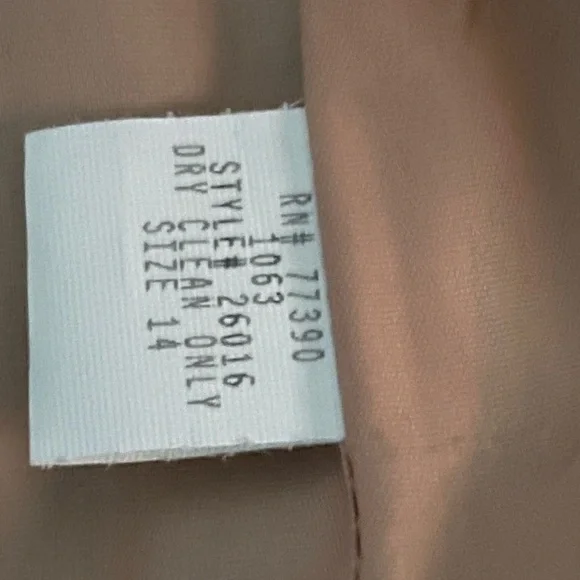 RN# 77390
1063
STYLE# 26016
DRY CLEAN ONLY
SIZE 14